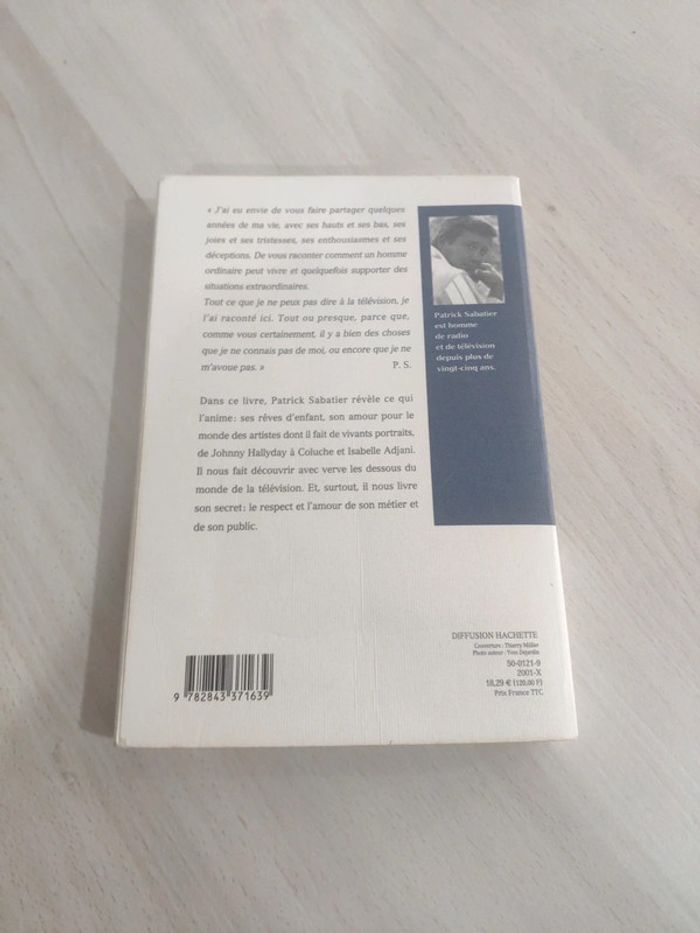 « J'ai eu envie de vous faire partager quelques
années de ma vie, avec ses hauts et ses bas, ses
joies et ses tristesses, ses enthousiasmes et ses
déceptions. De vous raconter comment un homme
ordinaire peut vivre et quelquefois supporter des
situations extraordinaires.
Tout ce que je ne peux pas dire à la télévision, je
l'ai raconté ici. Tout ou presque, parce que,
comme vous certainement, il y a bien des choses
que je ne connais pas de moi, ou encore que je ne
m'avoue pas. » P. S.
Dans ce livre, Patrick Sabatier révèle ce qui
l'anime : ses rêves d'enfant, son amour pour le
monde des artistes dont il fait de vivants portraits,
de Johnny Hallyday à Coluche et Isabelle Adjani.
Il nous fait découvrir avec verve les dessous du
monde de la télévision. Et, surtout, il nous livre
son secret : le respect et l'amour de son métier et
de son public.
Patrick Sabatier
est homme
de radio
et de télévision
depuis plus de
vingt-cinq ans.
DIFFUSION HACHETTE
Couverture : Thierry Müller
Photo auteur : Yves Dejardin
50-0121-9
2001-X
18,29 € (120,00 F)
Prix France TTC
9 782843 371639